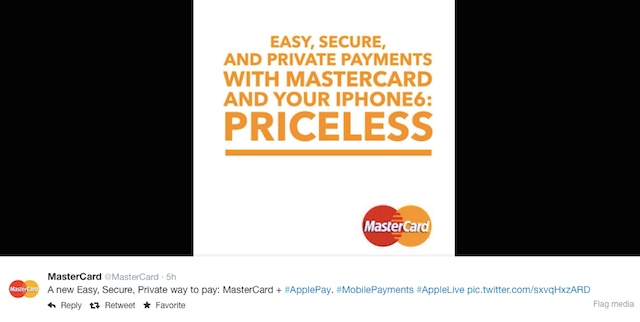 EASY, SECURE,
AND PRIVATE PAYMENTS
WITH MASTERCARD
AND YOUR IPHONE6:
PRICELESS
MasterCard
MasterCard
MasterCard @MasterCard · 5h
A new Easy, Secure, Private way to pay: MasterCard + #ApplePay. #MobilePayments #AppleLive pic.twitter.com/sxvqHxzARD
Reply Retweet Favorite Flag media